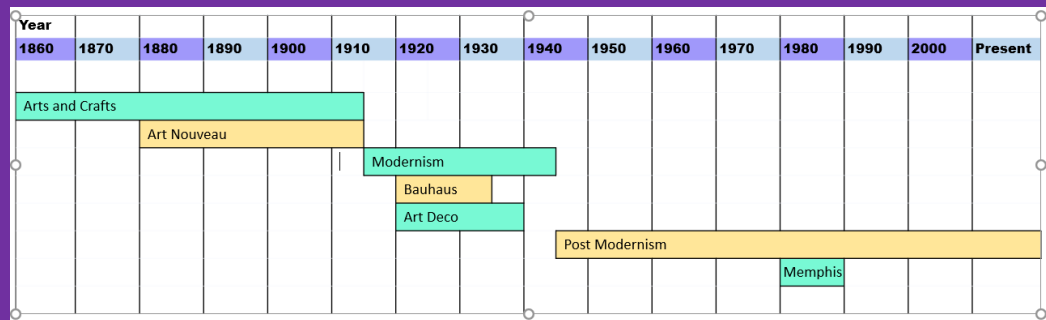 Year
1860 1870 1880 1890 1900 1910 1920 1930 1940 1950 1960 1970 1980 1990 2000 Present
Arts and Crafts
Art Nouveau
Modernism
Bauhaus
Art Deco
Post Modernism
Memphis